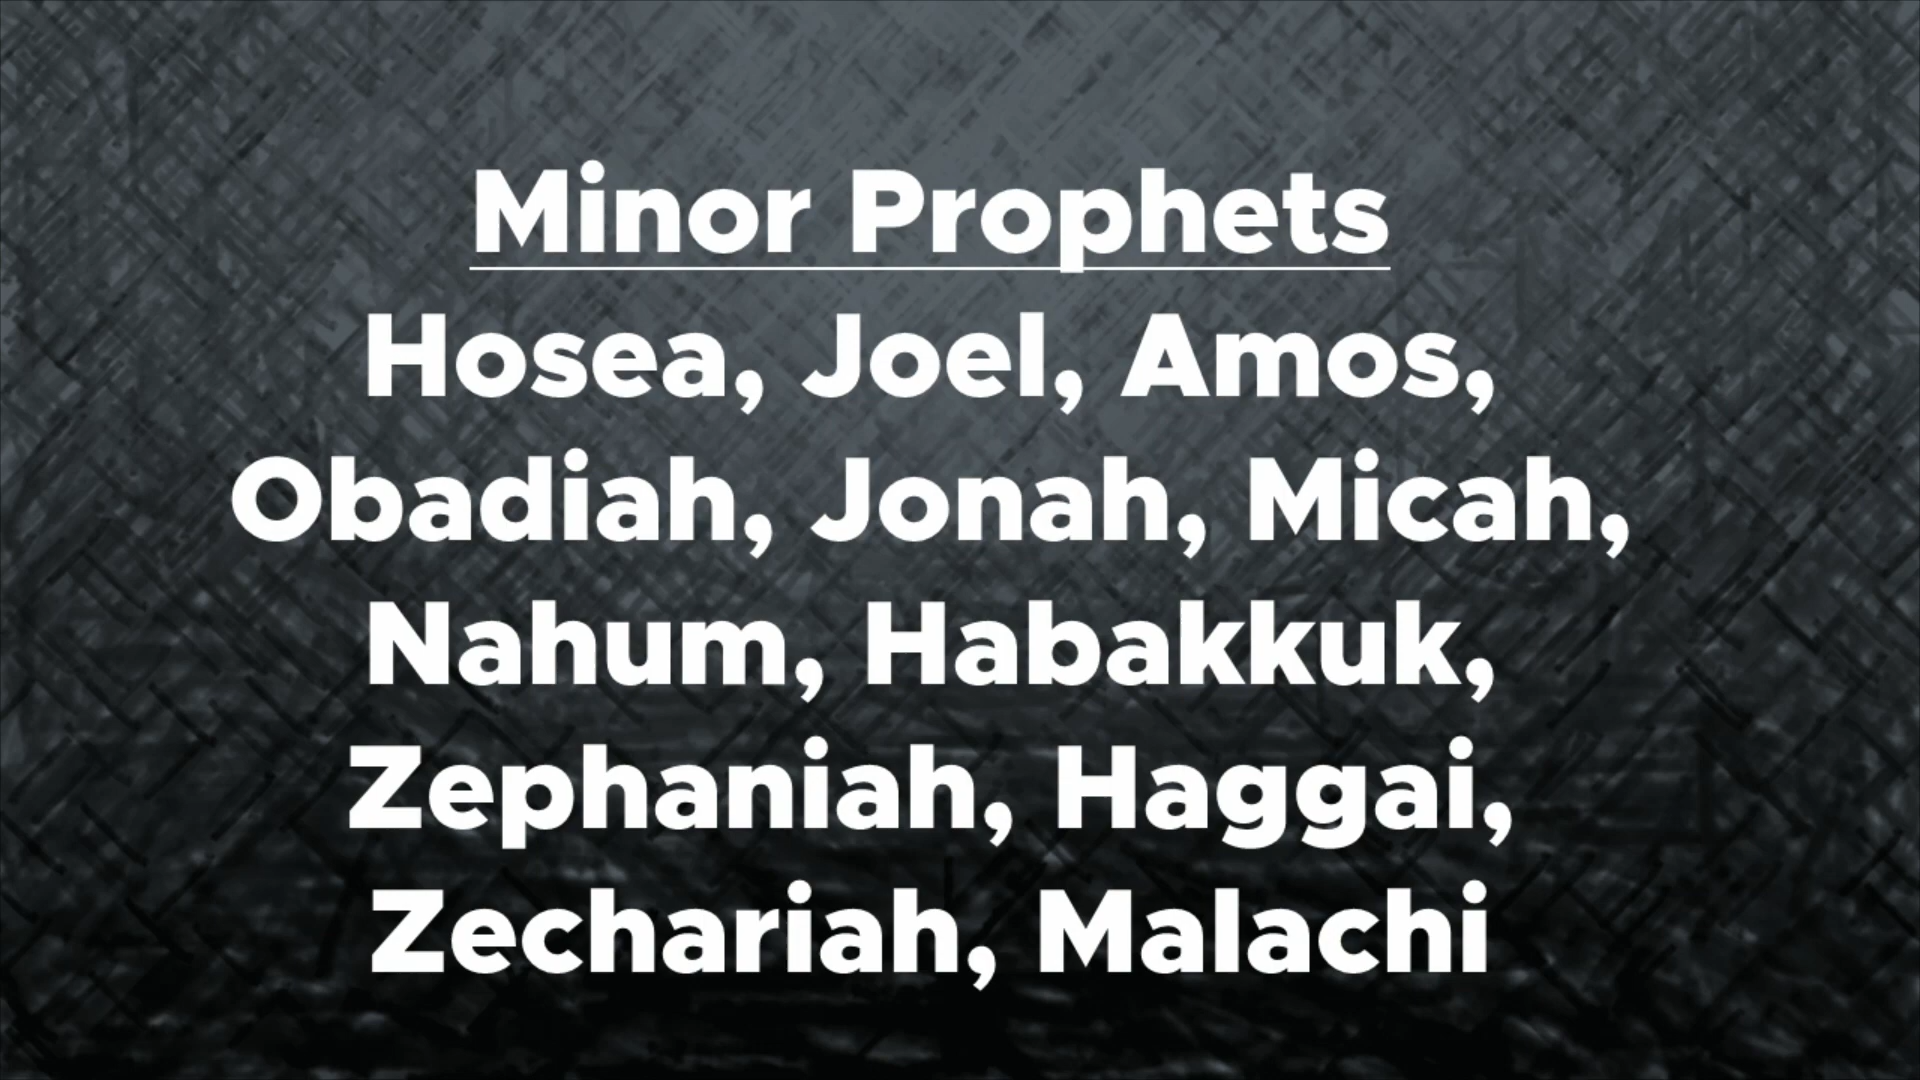 Minor Prophets
Hosea, Joel, Amos,
Obadiah, Jonah, Micah,
Nahum, Habakkuk,
Zephaniah, Haggai,
Zechariah, Malachi